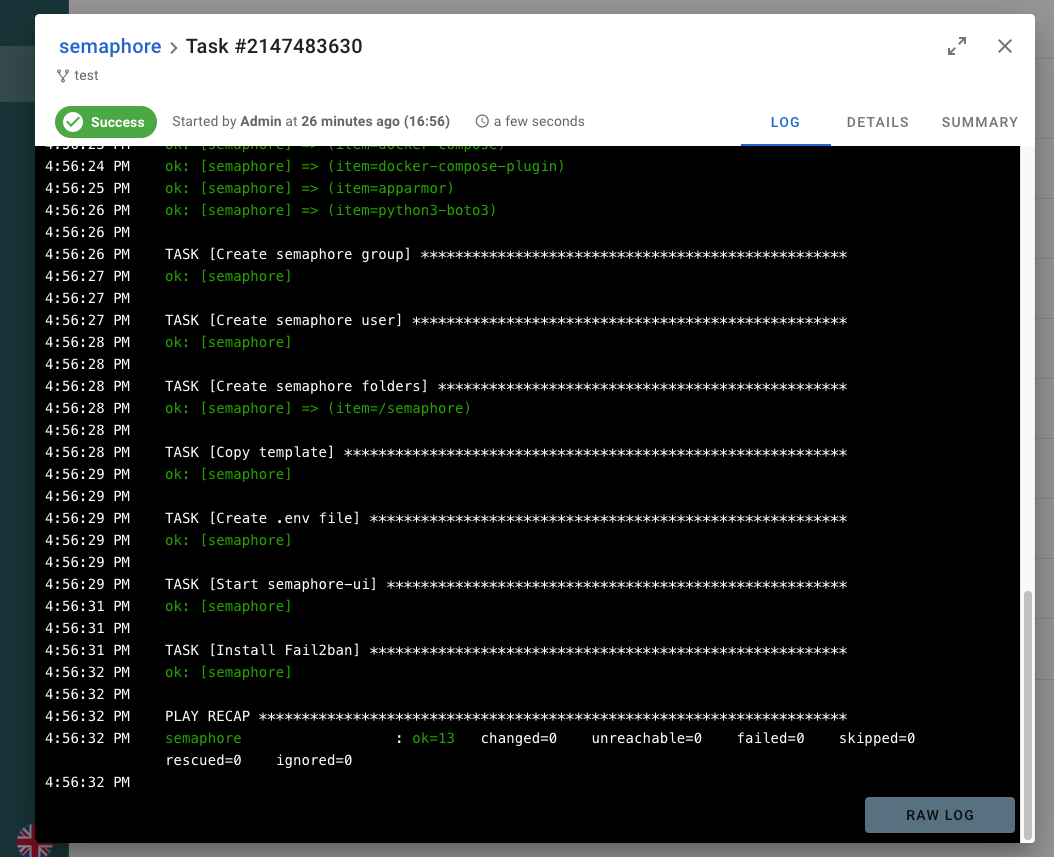 semaphore > Task #2147483630
test
Success Started by Admin at 26 minutes ago (16:56) a few seconds LOG DETAILS SUMMARY
4:56:23 PM ok: [semaphore] => (item=docker-compose)
4:56:24 PM ok: [semaphore] => (item=docker-compose-plugin)
4:56:25 PM ok: [semaphore] => (item=apparmor)
4:56:26 PM ok: [semaphore] => (item=python3-boto3)
4:56:26 PM
4:56:26 PM TASK [Create semaphore group] **************************************************
4:56:27 PM ok: [semaphore]
4:56:27 PM
4:56:27 PM TASK [Create semaphore user] ***************************************************
4:56:28 PM ok: [semaphore]
4:56:28 PM
4:56:28 PM TASK [Create semaphore folders] ************************************************
4:56:28 PM ok: [semaphore] => (item=/semaphore)
4:56:28 PM
4:56:28 PM TASK [Copy template] ***********************************************************
4:56:29 PM ok: [semaphore]
4:56:29 PM
4:56:29 PM TASK [Create .env file] ********************************************************
4:56:29 PM ok: [semaphore]
4:56:29 PM
4:56:29 PM TASK [Start semaphore-ui] ******************************************************
4:56:31 PM ok: [semaphore]
4:56:31 PM
4:56:31 PM TASK [Install Fail2ban] ********************************************************
4:56:32 PM ok: [semaphore]
4:56:32 PM
4:56:32 PM PLAY RECAP *********************************************************************
4:56:32 PM semaphore : ok=13 changed=0 unreachable=0 failed=0 skipped=0
rescued=0 ignored=0
4:56:32 PM
RAW LOG